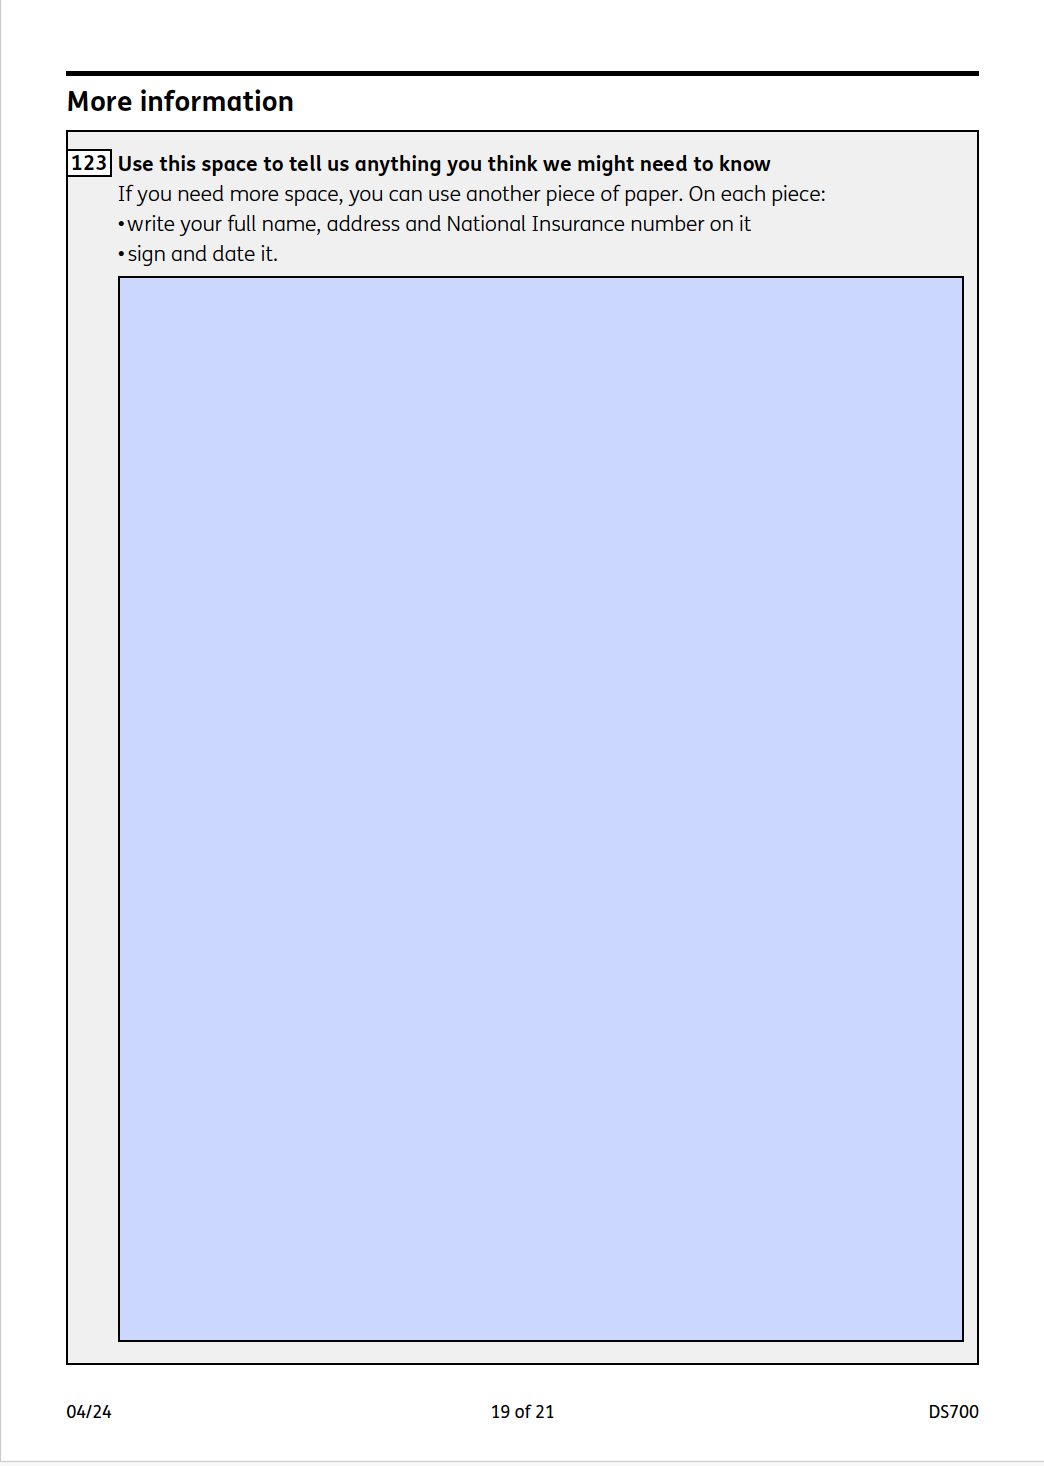 More information
123 Use this space to tell us anything you think we might need to know
If you need more space, you can use another piece of paper. On each piece:
• write your full name, address and National Insurance number on it
• sign and date it.
04/24 19 of 21 DS700